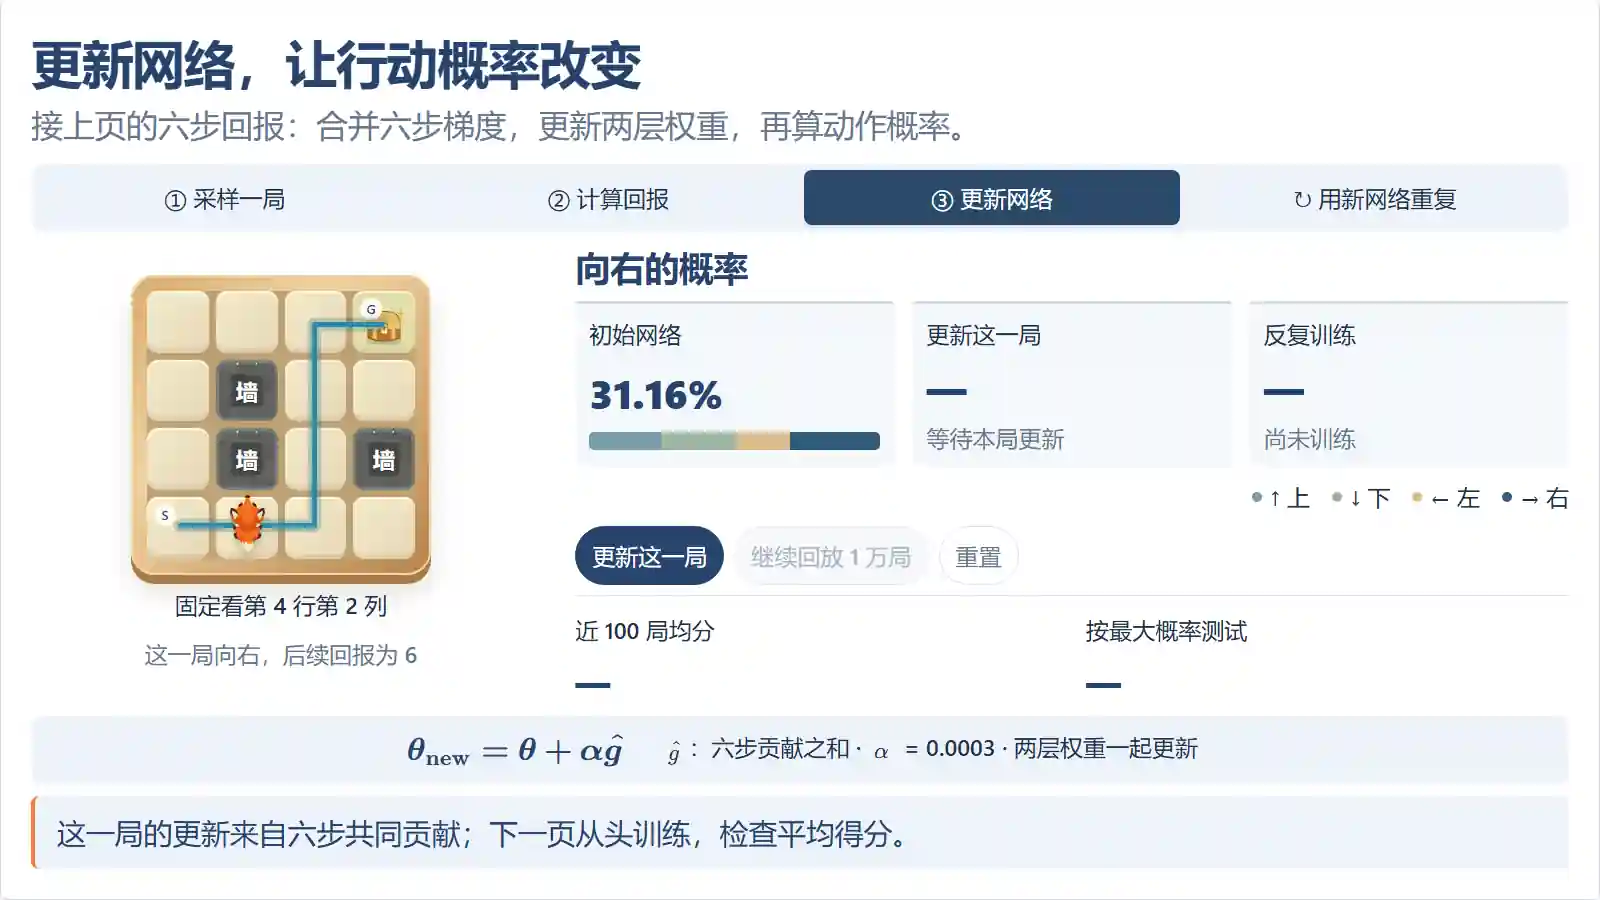 更新网络，让行动概率改变
接上页的六步回报：合并六步梯度，更新两层权重，再算动作概率。
① 采样一局
② 计算回报
③ 更新网络
↻ 用新网络重复
G
墙
墙
墙
S
固定看第 4 行第 2 列
这一局向右，后续回报为 6
向右的概率
初始网络
31.16%
更新这一局
—
等待本局更新
反复训练
—
尚未训练
↑ 上 ↓ 下 ← 左 → 右
更新这一局
继续回放 1 万局
重置
近 100 局均分
—
按最大概率测试
—
θnew = θ + αĝ ĝ：六步贡献之和 · α = 0.0003 · 两层权重一起更新
这一局的更新来自六步共同贡献；下一页从头训练，检查平均得分。